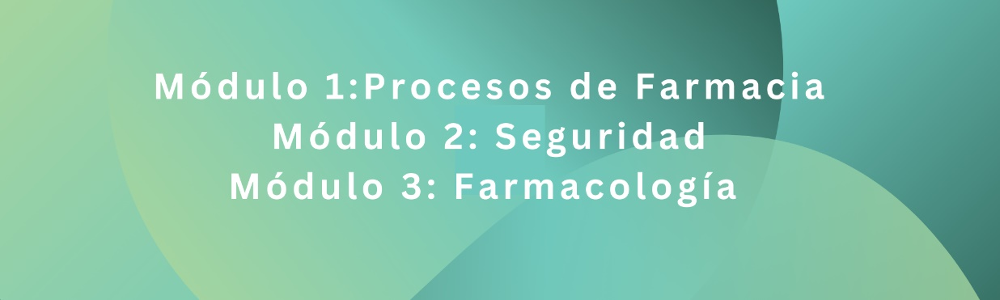 Módulo 1:Procesos de Farmacia
Módulo 2: Seguridad
Módulo 3: Farmacología